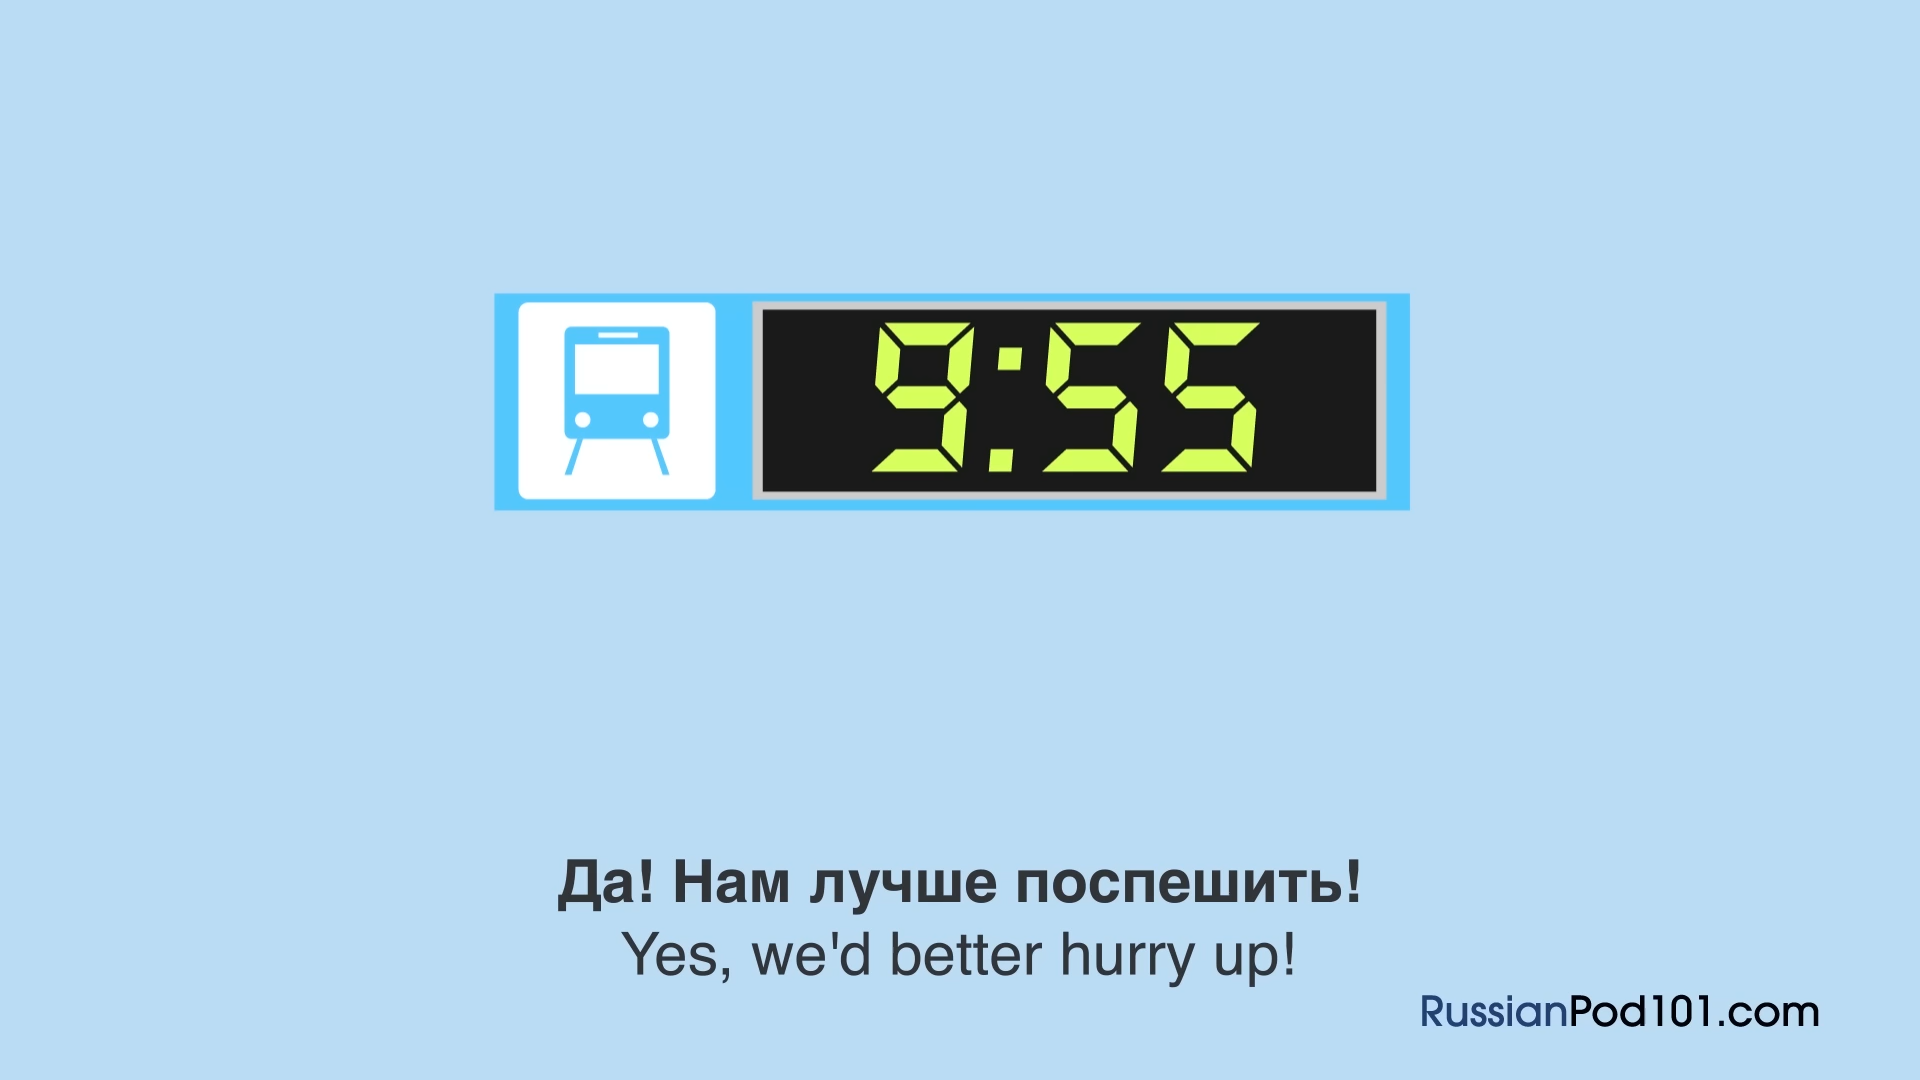 9:55
Да! Нам лучше поспешить!
Yes, we'd better hurry up!
RussianPod101.com